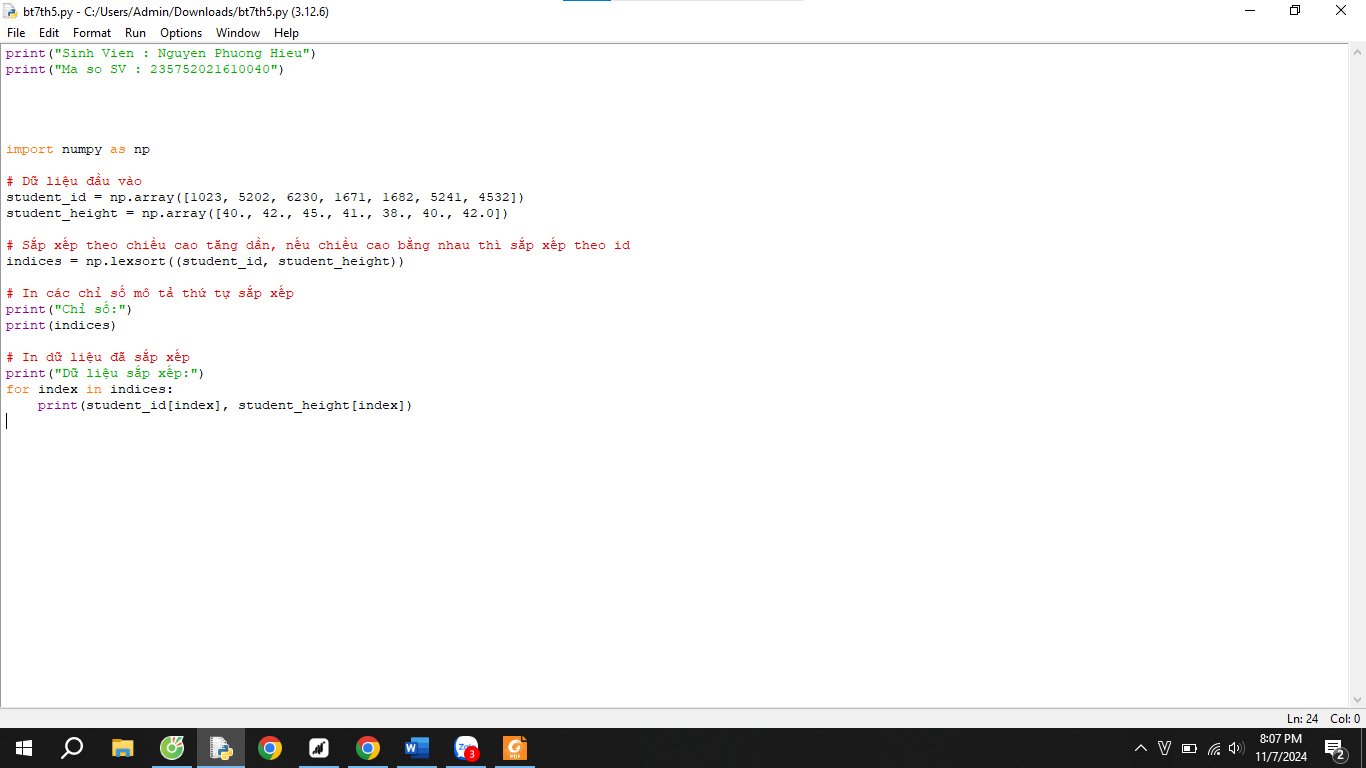 bt7th5.py - C:/Users/Admin/Downloads/bt7th5.py (3.12.6)
File Edit Format Run Options Window Help
print("Sinh Vien : Nguyen Phuong Hieu")
print("Ma so SV : 235752021610040")
import numpy as np
# Dữ liệu đầu vào
student_id = np.array([1023, 5202, 6230, 1671, 1682, 5241, 4532])
student_height = np.array([40., 42., 45., 41., 38., 40., 42.0])
# Sắp xếp theo chiều cao tăng dần, nếu chiều cao bằng nhau thì sắp xếp theo id
indices = np.lexsort((student_id, student_height))
# In các chỉ số mô tả thứ tự sắp xếp
print("Chỉ số:")
print(indices)
# In dữ liệu đã sắp xếp
print("Dữ liệu sắp xếp:")
for index in indices:
    print(student_id[index], student_height[index])
Ln: 24 Col: 0
8:07 PM
11/7/2024